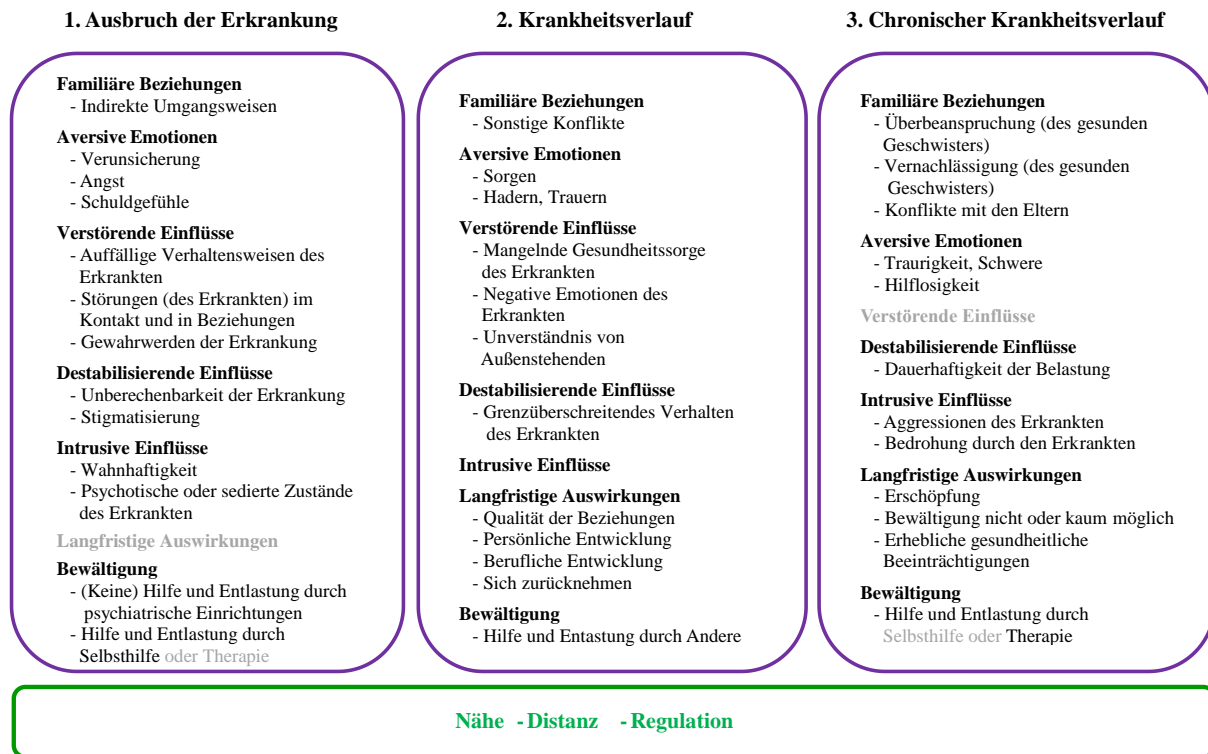 1. Ausbruch der Erkrankung
Familiäre Beziehungen
- Indirekte Umgangsweisen
Aversive Emotionen
- Verunsicherung
- Angst
- Schuldgefühle
Verstörende Einflüsse
- Auffällige Verhaltensweisen des
Erkrankten
- Störungen (des Erkrankten) im
Kontakt und in Beziehungen
- Gewahrwerden der Erkrankung
Destabilisierende Einflüsse
- Unberechenbarkeit der Erkrankung
- Stigmatisierung
Intrusive Einflüsse
- Wahnhaftigkeit
- Psychotische oder sedierte Zustände
des Erkrankten
Langfristige Auswirkungen
Bewältigung
- (Keine) Hilfe und Entlastung durch
psychiatrische Einrichtungen
- Hilfe und Entlastung durch
Selbsthilfe oder Therapie
2. Krankheitsverlauf
Familiäre Beziehungen
- Sonstige Konflikte
Aversive Emotionen
- Sorgen
- Hadern, Trauern
Verstörende Einflüsse
- Mangelnde Gesundheitssorge
des Erkrankten
- Negative Emotionen des
Erkrankten
- Unverständnis von
Außenstehenden
Destabilisierende Einflüsse
- Grenzüberschreitendes Verhalten
des Erkrankten
Intrusive Einflüsse
Langfristige Auswirkungen
- Qualität der Beziehungen
- Persönliche Entwicklung
- Berufliche Entwicklung
- Sich zurücknehmen
Bewältigung
- Hilfe und Entastung durch Andere
3. Chronischer Krankheitsverlauf
Familiäre Beziehungen
- Überbeanspruchung (des gesunden
Geschwisters)
- Vernachlässigung (des gesunden
Geschwisters)
- Konflikte mit den Eltern
Aversive Emotionen
- Traurigkeit, Schwere
- Hilflosigkeit
Verstörende Einflüsse
Destabilisierende Einflüsse
- Dauerhaftigkeit der Belastung
Intrusive Einflüsse
- Aggressionen des Erkrankten
- Bedrohung durch den Erkrankten
Langfristige Auswirkungen
- Erschöpfung
- Bewältigung nicht oder kaum möglich
- Erhebliche gesundheitliche
Beeinträchtigungen
Bewältigung
- Hilfe und Entlastung durch
Selbsthilfe oder Therapie
Nähe - Distanz - Regulation